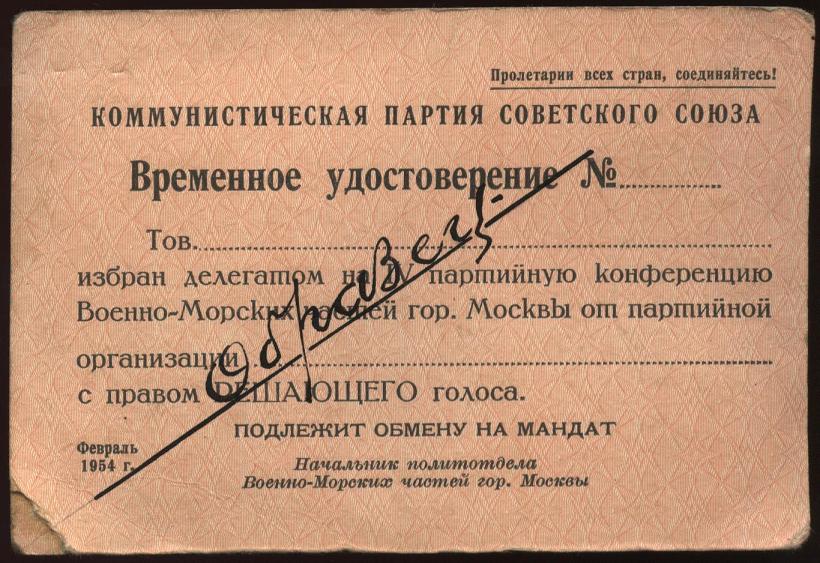 Пролетарии всех стран, соединяйтесь!
КОММУНИСТИЧЕСКАЯ ПАРТИЯ СОВЕТСКОГО СОЮЗА
Временное удостоверение №
Тов.
избран делегатом на IV партийную конференцию
Военно-Морских частей гор. Москвы от партийной
организации
с правом РЕШАЮЩЕГО голоса.
ПОДЛЕЖИТ ОБМЕНУ НА МАНДАТ
Февраль
1954 г.
Начальник политотдела
Военно-Морских частей гор. Москвы
Образец